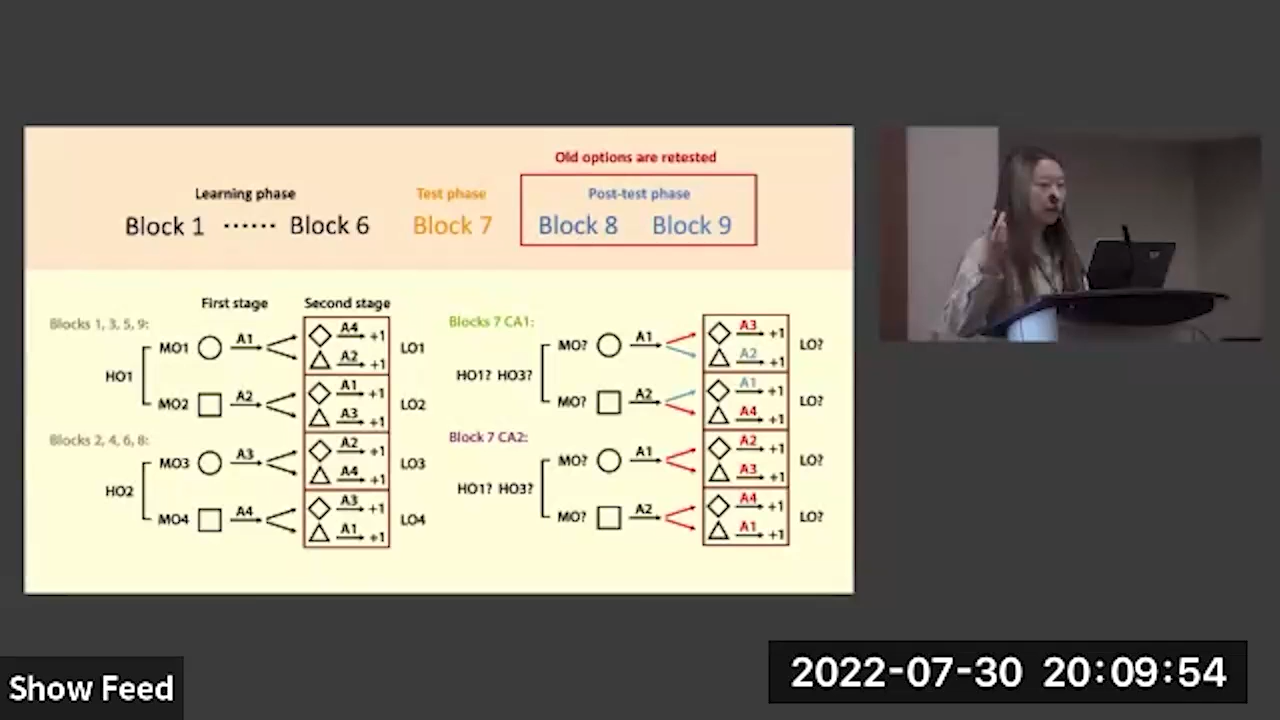 Old options are retested
Learning phase
Test phase
Post-test phase
Block 1 ...... Block 6
Block 7
Block 8 Block 9
First stage Second stage
Blocks 1, 3, 5, 9:
HO1
MO1 A1 A4 +1 LO1
A2 +1
MO2 A2 A1 +1 LO2
A3 +1
Blocks 2, 4, 6, 8:
HO2
MO3 A3 A2 +1 LO3
A4 +1
MO4 A4 A3 +1 LO4
A1 +1
Blocks 7 CA1:
HO1? HO3?
MO? A1 A3 +1 LO?
A2 +1
MO? A2 A1 +1 LO?
A4 +1
Block 7 CA2:
HO1? HO3?
MO? A1 A2 +1 LO?
A3 +1
MO? A2 A4 +1 LO?
A1 +1
Show Feed
2022-07-30 20:09:54